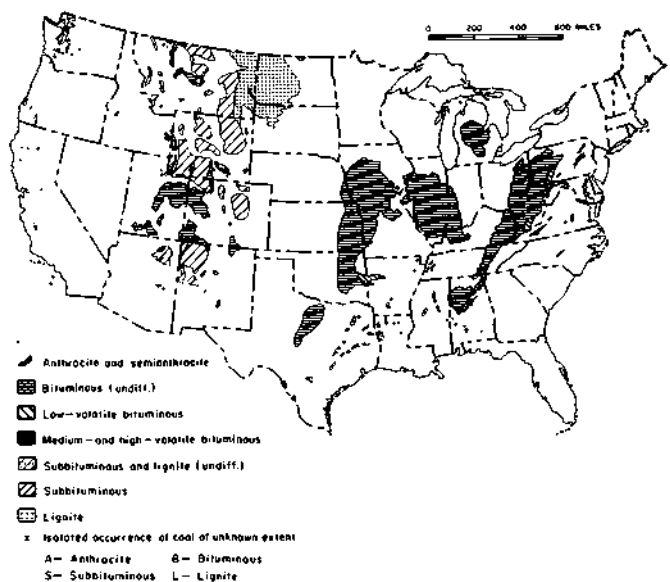 0 200 400 600 MILES
Anthracite and semianthracite
Bituminous (undiff.)
Low-volatile bituminous
Medium-and high-volatile bituminous
Subbituminous and lignite (undiff.)
Subbituminous
Lignite
x Isolated occurrence of coal of unknown extent
A- Anthracite B- Bituminous
S- Subbituminous L- Lignite